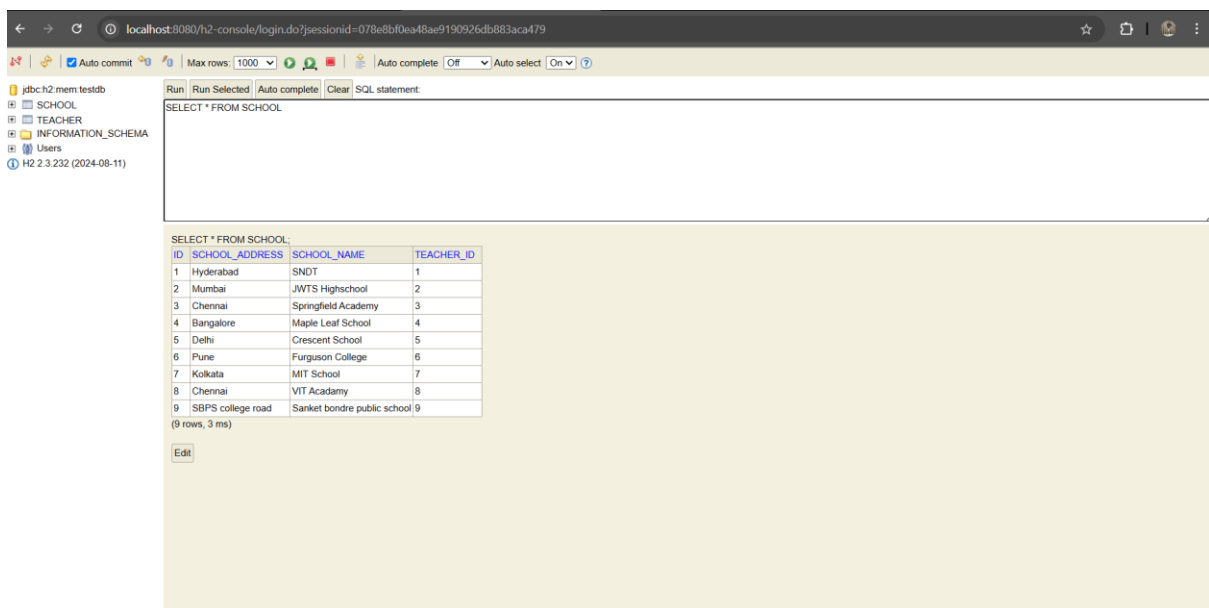 localhost:8080/h2-console/login.do?jsessionid=078e8bf0ea48ae9190926db883aca479
Auto commit Max rows: 1000 Auto complete Off Auto select On
jdbc:h2:mem:testdb
SCHOOL
TEACHER
INFORMATION_SCHEMA
Users
H2 2.3.232 (2024-08-11)
Run Run Selected Auto complete Clear SQL statement:
SELECT * FROM SCHOOL
SELECT * FROM SCHOOL;
ID SCHOOL_ADDRESS SCHOOL_NAME TEACHER_ID
1 Hyderabad SNDT 1
2 Mumbai JWTS Highschool 2
3 Chennai Springfield Academy 3
4 Bangalore Maple Leaf School 4
5 Delhi Crescent School 5
6 Pune Furguson College 6
7 Kolkata MIT School 7
8 Chennai VIT Acadamy 8
9 SBPS college road Sanket bondre public school 9
(9 rows, 3 ms)
Edit